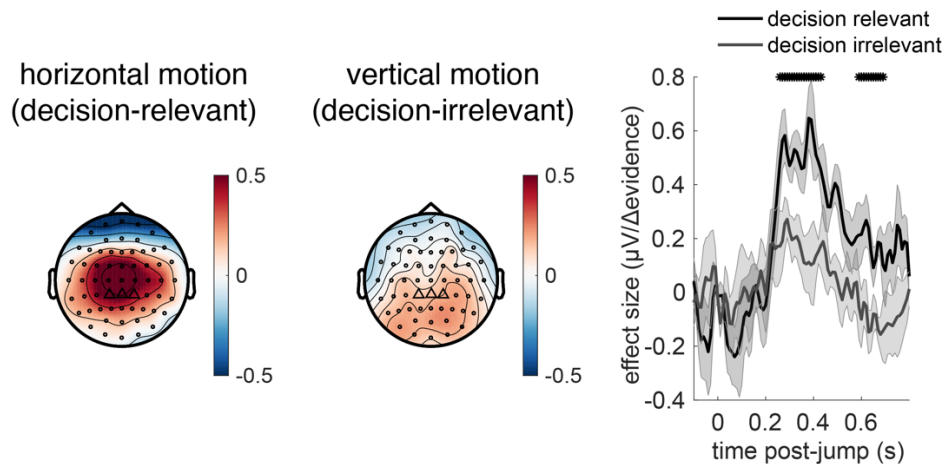 horizontal motion
(decision-relevant)
0.5
0
-0.5
vertical motion
(decision-irrelevant)
0.5
0
-0.5
decision relevant
decision irrelevant
effect size (μV/Δevidence)
0.8
0.6
0.4
0.2
0
-0.2
-0.4
0
0.2
0.4
0.6
time post-jump (s)